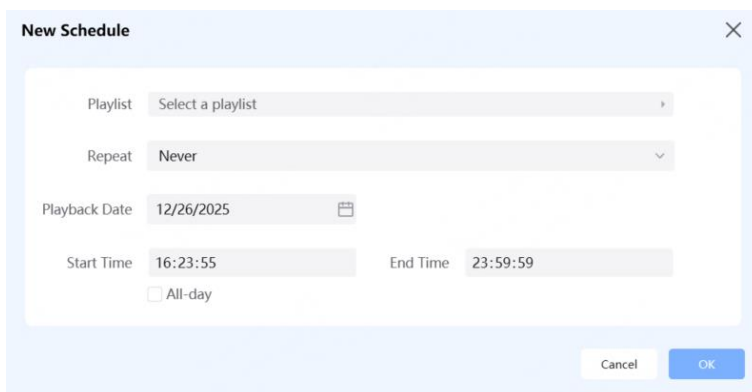 New Schedule
Playlist Select a playlist
Repeat Never
Playback Date 12/26/2025
Start Time 16:23:55 End Time 23:59:59
All-day
Cancel OK